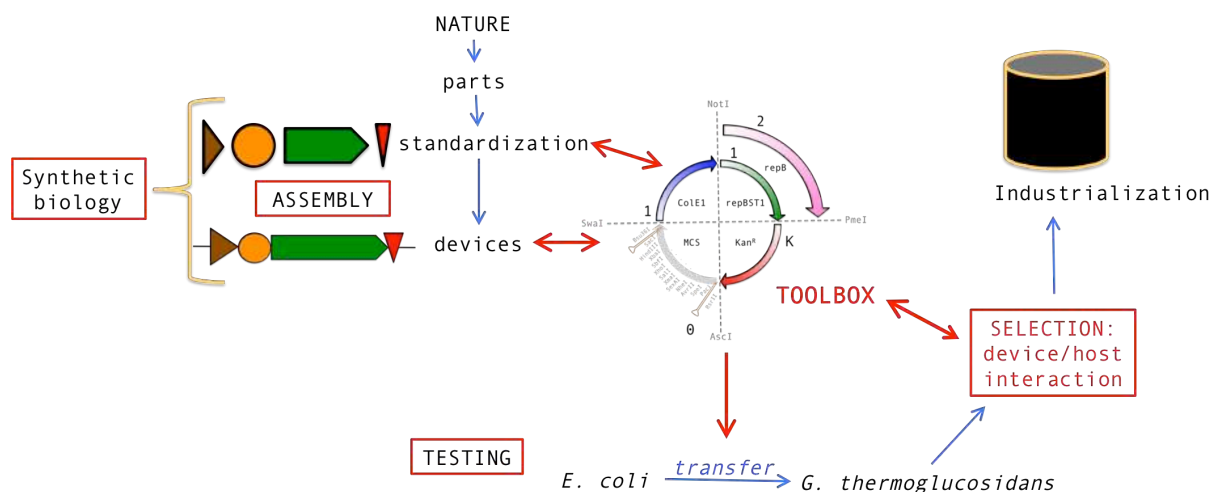 NATURE
parts
standardization
Synthetic
biology
ASSEMBLY
devices
NotI
2
1
repB
ColE1
repBST1
1
SwaI
PmeI
MCS
Kan^R
K
0
AscI
TOOLBOX
Industrialization
SELECTION:
device/host
interaction
TESTING
E. coli
transfer
G. thermoglucosidans